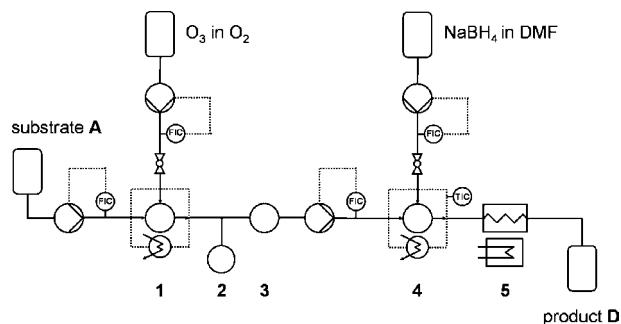 O3 in O2
NaBH4 in DMF
substrate A
FIC
FIC
FIC
FIC
TIC
1
2
3
4
5
product D